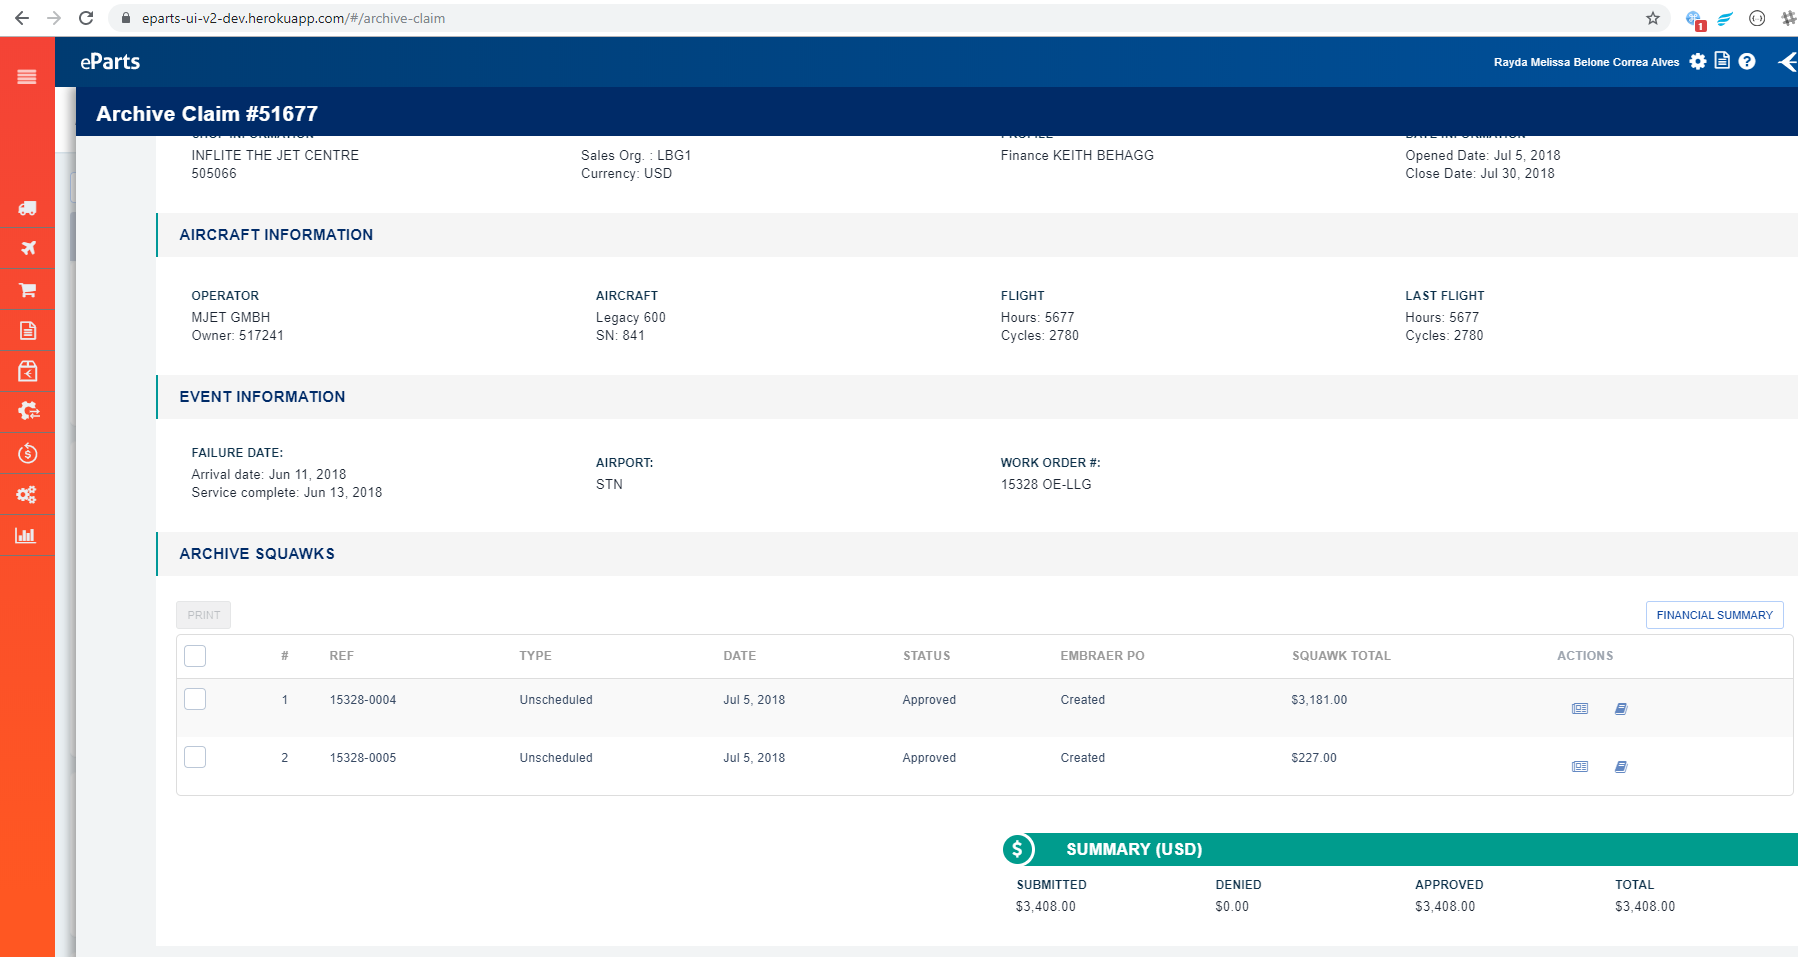 eparts-ui-v2-dev.herokuapp.com/#/archive-claim
1
eParts
Rayda Melissa Belone Correa Alves
Archive Claim #51677
INFLITE THE JET CENTRE
505066
Sales Org. : LBG1
Currency: USD
Finance KEITH BEHAGG
Opened Date: Jul 5, 2018
Close Date: Jul 30, 2018
AIRCRAFT INFORMATION
OPERATOR
MJET GMBH
Owner: 517241
AIRCRAFT
Legacy 600
SN: 841
FLIGHT
Hours: 5677
Cycles: 2780
LAST FLIGHT
Hours: 5677
Cycles: 2780
EVENT INFORMATION
FAILURE DATE:
Arrival date: Jun 11, 2018
Service complete: Jun 13, 2018
AIRPORT:
STN
WORK ORDER #:
15328 OE-LLG
ARCHIVE SQUAWKS
PRINT
FINANCIAL SUMMARY
# REF TYPE DATE STATUS EMBRAER PO SQUAWK TOTAL ACTIONS
1 15328-0004 Unscheduled Jul 5, 2018 Approved Created $3,181.00
2 15328-0005 Unscheduled Jul 5, 2018 Approved Created $227.00
$ SUMMARY (USD)
SUBMITTED DENIED APPROVED TOTAL
$3,408.00 $0.00 $3,408.00 $3,408.00